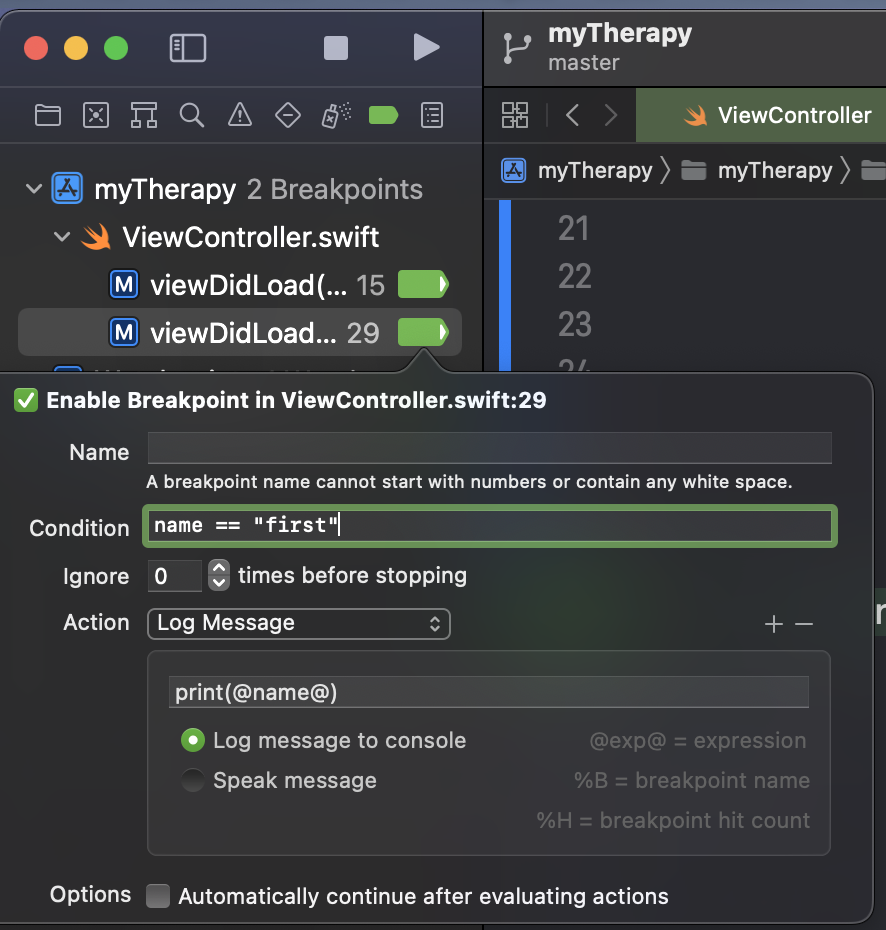 myTherapy
master
ViewController
myTherapy 2 Breakpoints
myTherapy 〉 myTherapy 〉
ViewController.swift
M viewDidLoad(... 15
M viewDidLoad... 29
21
22
23
24
Enable Breakpoint in ViewController.swift:29
Name
A breakpoint name cannot start with numbers or contain any white space.
Condition name == "first"
Ignore 0 times before stopping
Action Log Message
print(@name@)
Log message to console @exp@ = expression
Speak message %B = breakpoint name
%H = breakpoint hit count
Options Automatically continue after evaluating actions